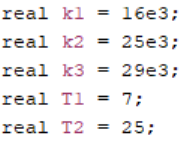 real k1 = 16e3;
real k2 = 25e3;
real k3 = 29e3;
real T1 = 7;
real T2 = 25;